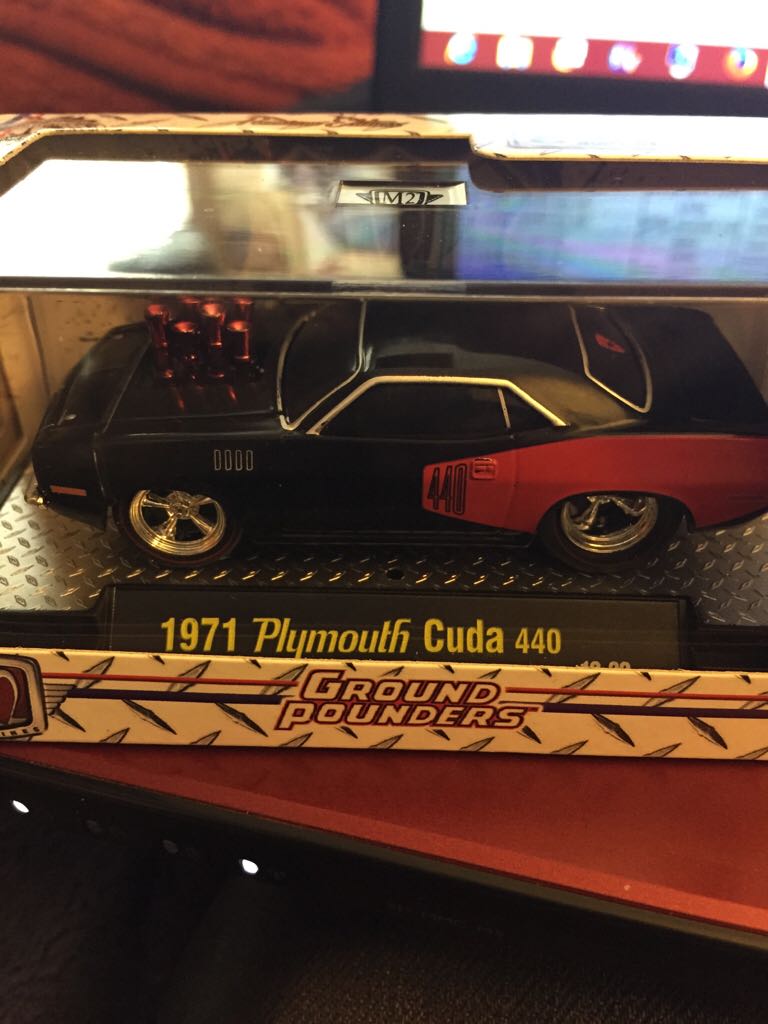 M2
440
1971 Plymouth Cuda 440
GROUND
POUNDERS